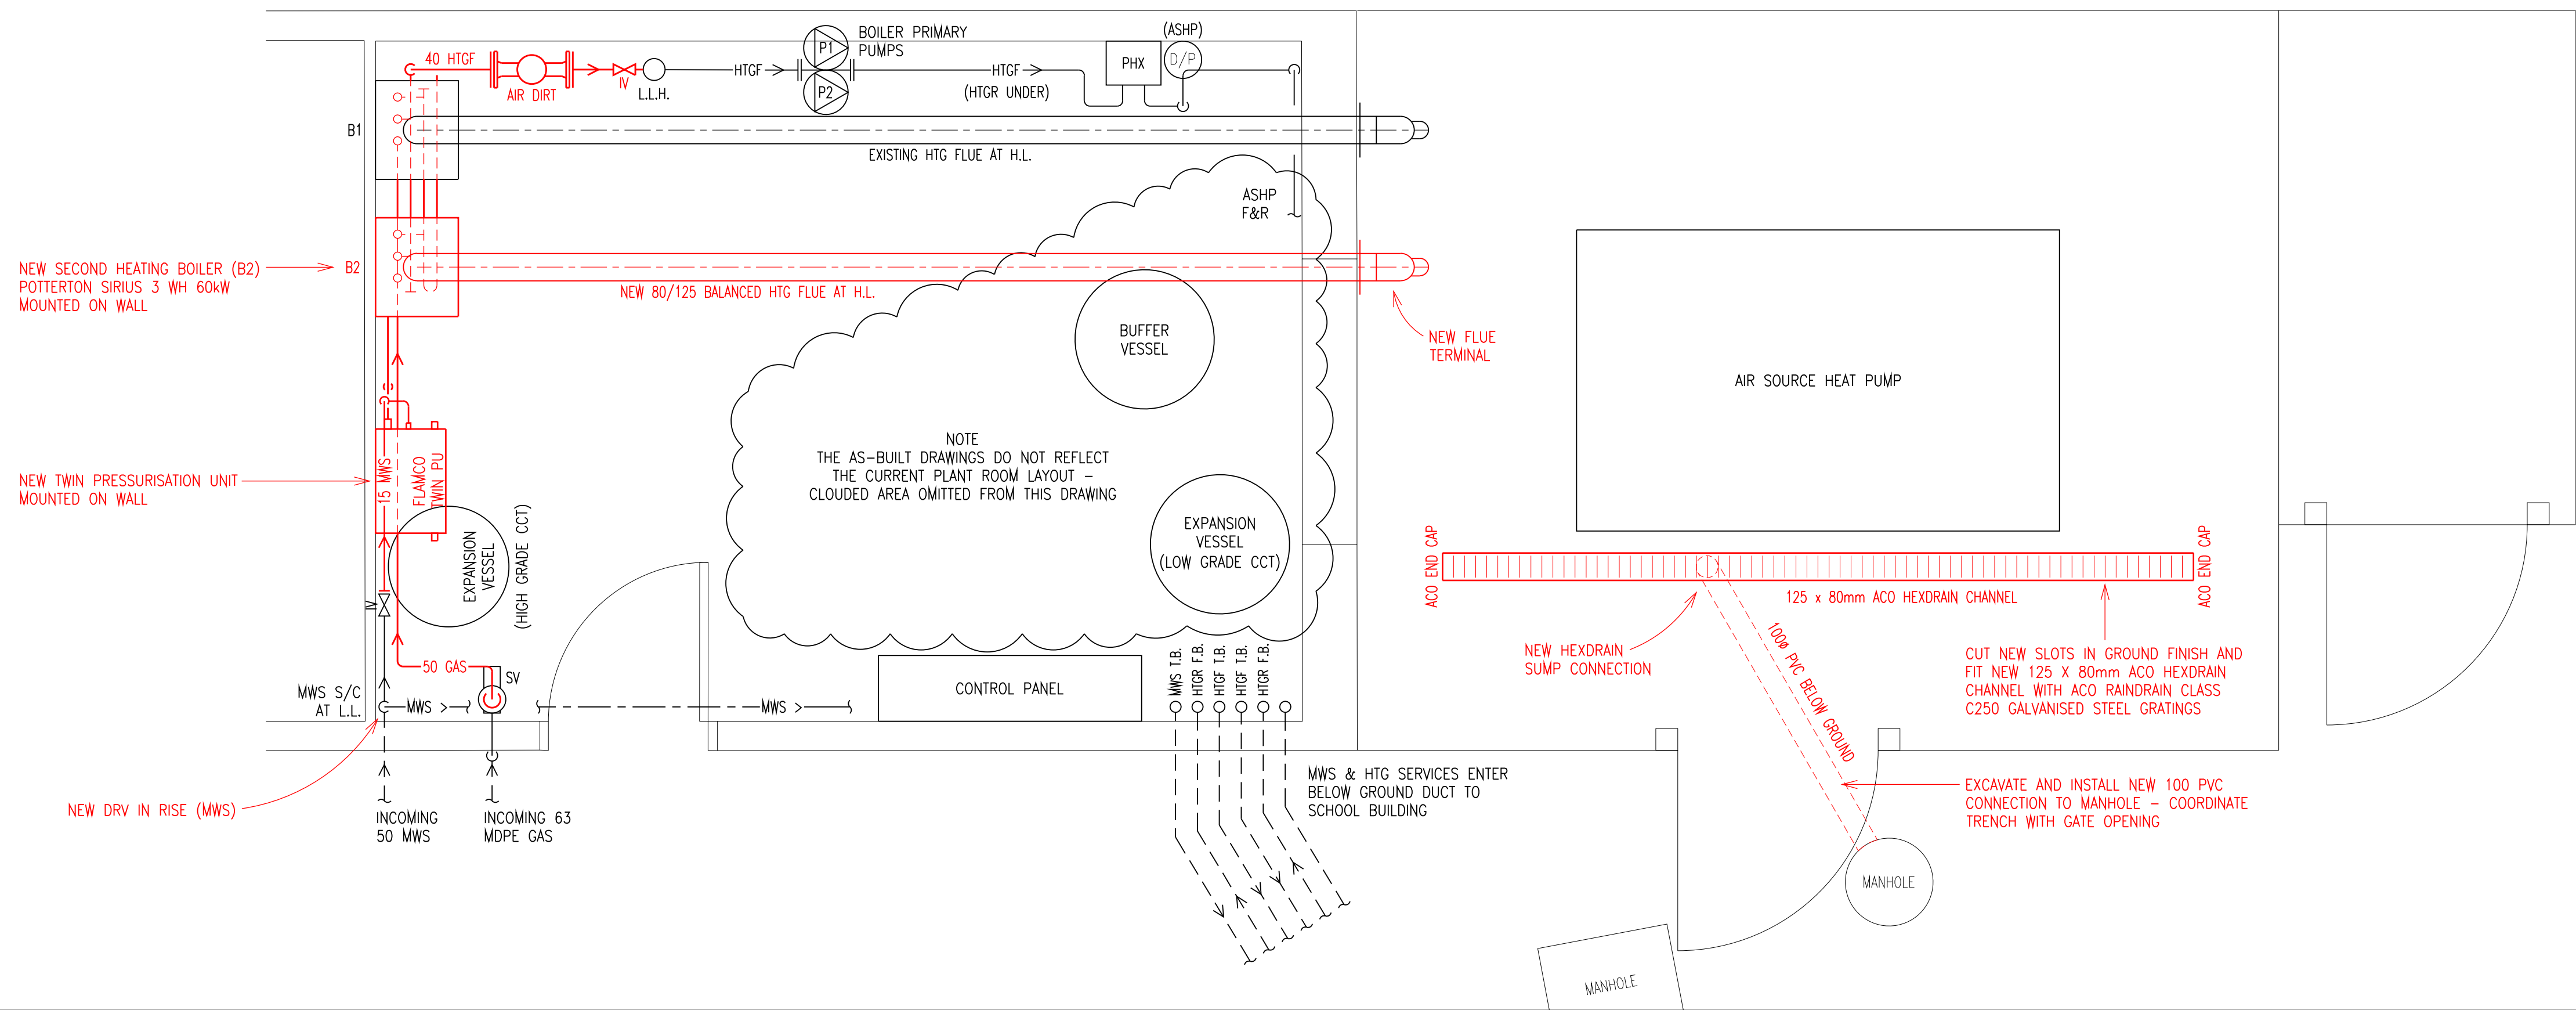 40 HTGF
AIR DIRT
IV
L.L.H.
HTGF
P1
P2
BOILER PRIMARY
PUMPS
HTGF
(HTGR UNDER)
PHX
(ASHP)
D/P
B1
EXISTING HTG FLUE AT H.L.
ASHP
F&R
NEW SECOND HEATING BOILER (B2)
POTTERTON SIRIUS 3 WH 60kW
MOUNTED ON WALL
B2
NEW 80/125 BALANCED HTG FLUE AT H.L.
NEW FLUE
TERMINAL
BUFFER
VESSEL
AIR SOURCE HEAT PUMP
NOTE
THE AS-BUILT DRAWINGS DO NOT REFLECT
THE CURRENT PLANT ROOM LAYOUT -
CLOUDED AREA OMITTED FROM THIS DRAWING
NEW TWIN PRESSURISATION UNIT
MOUNTED ON WALL
15 MWS
FLAMCO
TWIN PU
EXPANSION
VESSEL
(HIGH GRADE CCT)
EXPANSION
VESSEL
(LOW GRADE CCT)
ACO END CAP
ACO END CAP
125 x 80mm ACO HEXDRAIN CHANNEL
IV
50 GAS
SV
MWS S/C
AT L.L.
MWS >
MWS >
CONTROL PANEL
MWS T.B.
HTGR F.B.
HTGF T.B.
HTGF T.B.
HTGR F.B.
NEW HEXDRAIN
SUMP CONNECTION
100ø PVC BELOW GROUND
CUT NEW SLOTS IN GROUND FINISH AND
FIT NEW 125 X 80mm ACO HEXDRAIN
CHANNEL WITH ACO RAINDRAIN CLASS
C250 GALVANISED STEEL GRATINGS
NEW DRV IN RISE (MWS)
INCOMING
50 MWS
INCOMING 63
MDPE GAS
MWS & HTG SERVICES ENTER
BELOW GROUND DUCT TO
SCHOOL BUILDING
EXCAVATE AND INSTALL NEW 100 PVC
CONNECTION TO MANHOLE - COORDINATE
TRENCH WITH GATE OPENING
MANHOLE
MANHOLE